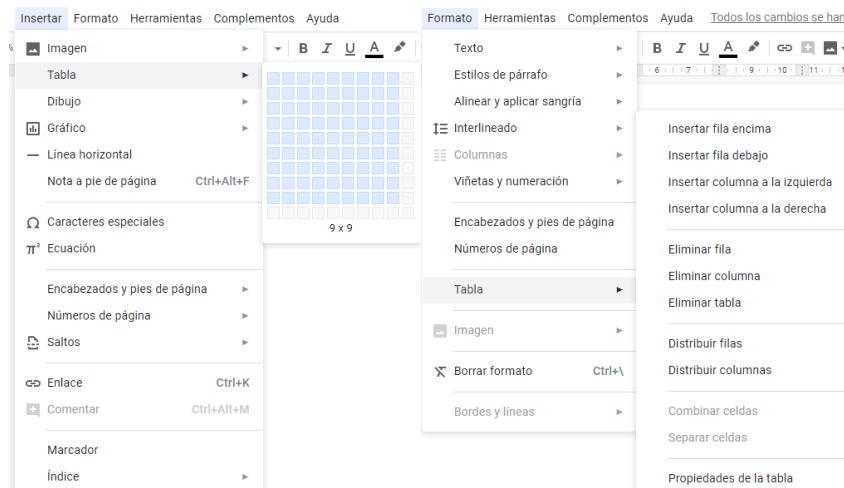 Insertar Formato Herramientas Complementos Ayuda
Imagen
Tabla
Dibujo
Gráfico
Línea horizontal
Nota a pie de página Ctrl+Alt+F
Caracteres especiales
Ecuación
Encabezados y pies de página
Números de página
Saltos
Enlace Ctrl+K
Comentar Ctrl+Alt+M
Marcador
Índice
B I U A
9 x 9
Formato Herramientas Complementos Ayuda Todos los cambios se han
Texto
Estilos de párrafo
Alinear y aplicar sangría
Interlineado
Columnas
Viñetas y numeración
Encabezados y pies de página
Números de página
Tabla
Imagen
Borrar formato Ctrl+\
Bordes y líneas
B I U A
6 7 9 10 11
Insertar fila encima
Insertar fila debajo
Insertar columna a la izquierda
Insertar columna a la derecha
Eliminar fila
Eliminar columna
Eliminar tabla
Distribuir filas
Distribuir columnas
Combinar celdas
Separar celdas
Propiedades de la tabla